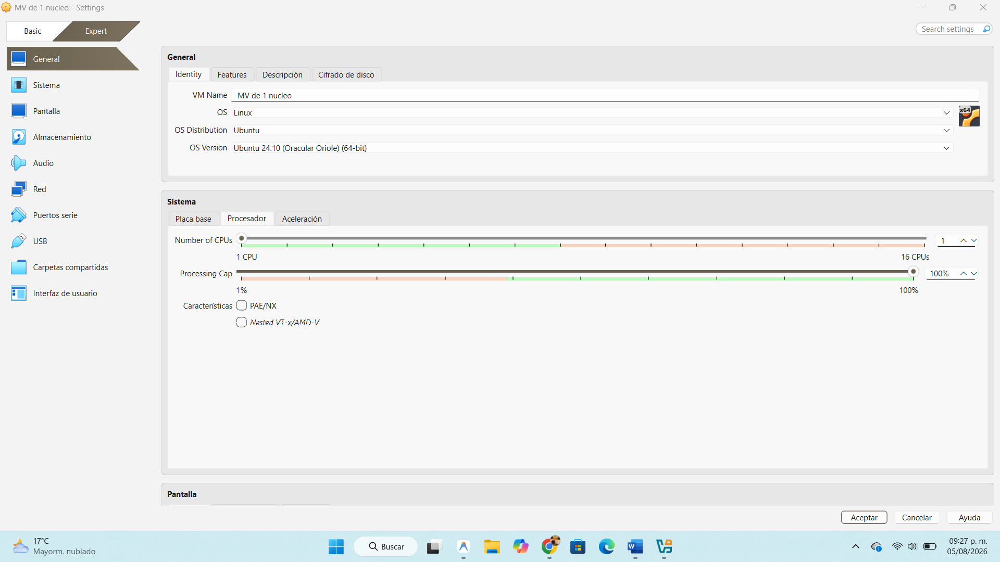 MV de 1 nucleo - Settings
Basic
Expert
Search settings
General
Sistema
Pantalla
Almacenamiento
Audio
Red
Puertos serie
USB
Carpetas compartidas
Interfaz de usuario
General
Identity
Features
Descripción
Cifrado de disco
VM Name
MV de 1 nucleo
OS
Linux
x64
OS Distribution
Ubuntu
OS Version
Ubuntu 24.10 (Oracular Oriole) (64-bit)
Sistema
Placa base
Procesador
Aceleración
Number of CPUs
1
1 CPU
16 CPUs
Processing Cap
100%
1%
100%
Características
PAE/NX
Nested VT-x/AMD-V
Pantalla
Aceptar
Cancelar
Ayuda
17°C
Mayorm. nublado
Buscar
09:27 p. m.
05/08/2026